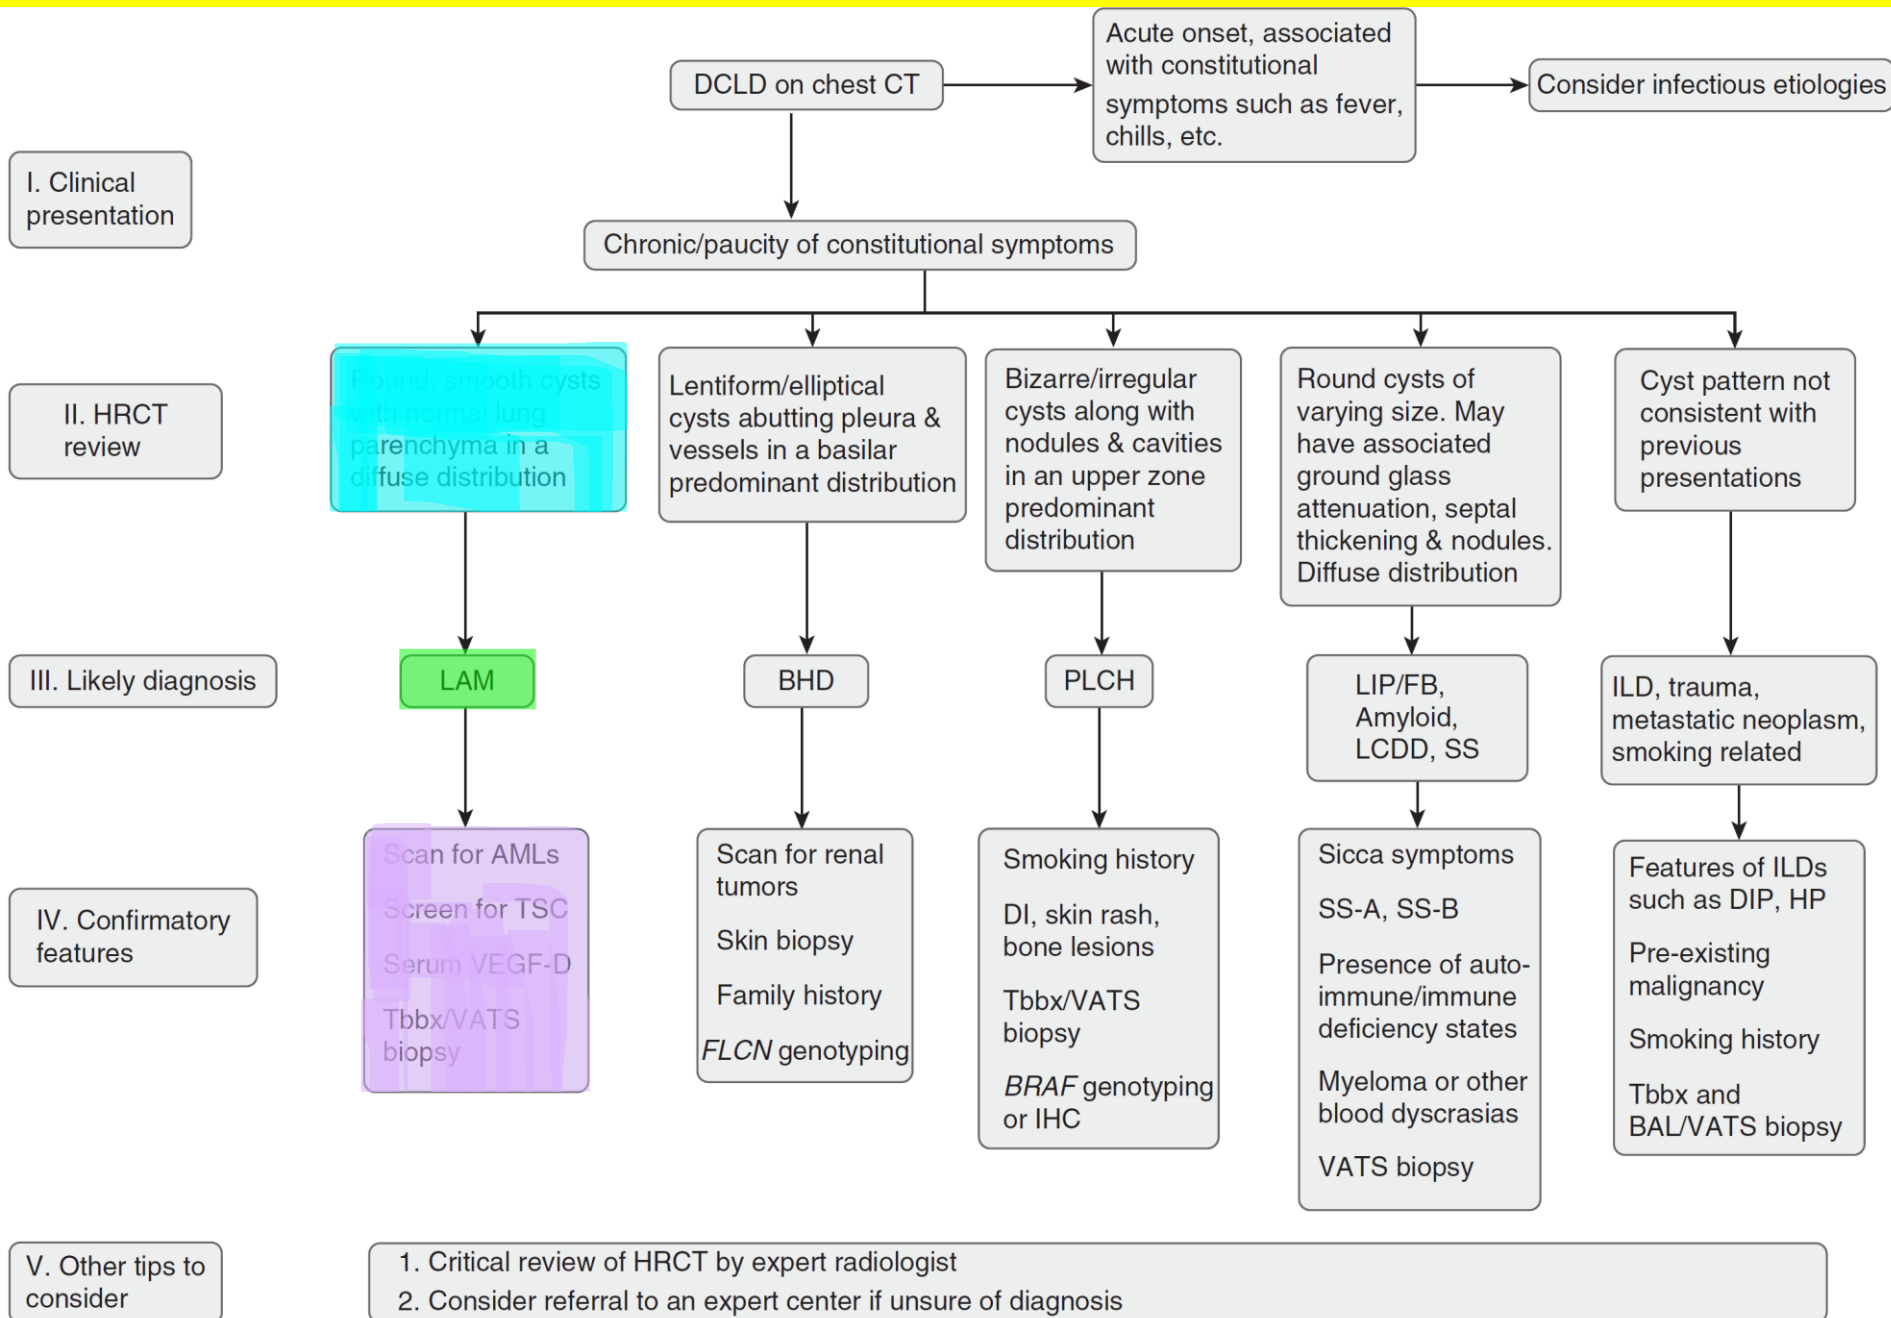 DCLD on chest CT
Acute onset, associated
with constitutional
symptoms such as fever,
chills, etc.
Consider infectious etiologies
I. Clinical
presentation
Chronic/paucity of constitutional symptoms
II. HRCT
review
Round, smooth cysts
with normal lung
parenchyma in a
diffuse distribution
Lentiform/elliptical
cysts abutting pleura &
vessels in a basilar
predominant distribution
Bizarre/irregular
cysts along with
nodules & cavities
in an upper zone
predominant
distribution
Round cysts of
varying size. May
have associated
ground glass
attenuation, septal
thickening & nodules.
Diffuse distribution
Cyst pattern not
consistent with
previous
presentations
III. Likely diagnosis
LAM
BHD
PLCH
LIP/FB,
Amyloid,
LCDD, SS
ILD, trauma,
metastatic neoplasm,
smoking related
IV. Confirmatory
features
Scan for AMLs
Screen for TSC
Serum VEGF-D
Tbbx/VATS
biopsy
Scan for renal
tumors
Skin biopsy
Family history
FLCN genotyping
Smoking history
DI, skin rash,
bone lesions
Tbbx/VATS
biopsy
BRAF genotyping
or IHC
Sicca symptoms
SS-A, SS-B
Presence of auto-
immune/immune
deficiency states
Myeloma or other
blood dyscrasias
VATS biopsy
Features of ILDs
such as DIP, HP
Pre-existing
malignancy
Smoking history
Tbbx and
BAL/VATS biopsy
V. Other tips to
consider
1. Critical review of HRCT by expert radiologist
2. Consider referral to an expert center if unsure of diagnosis